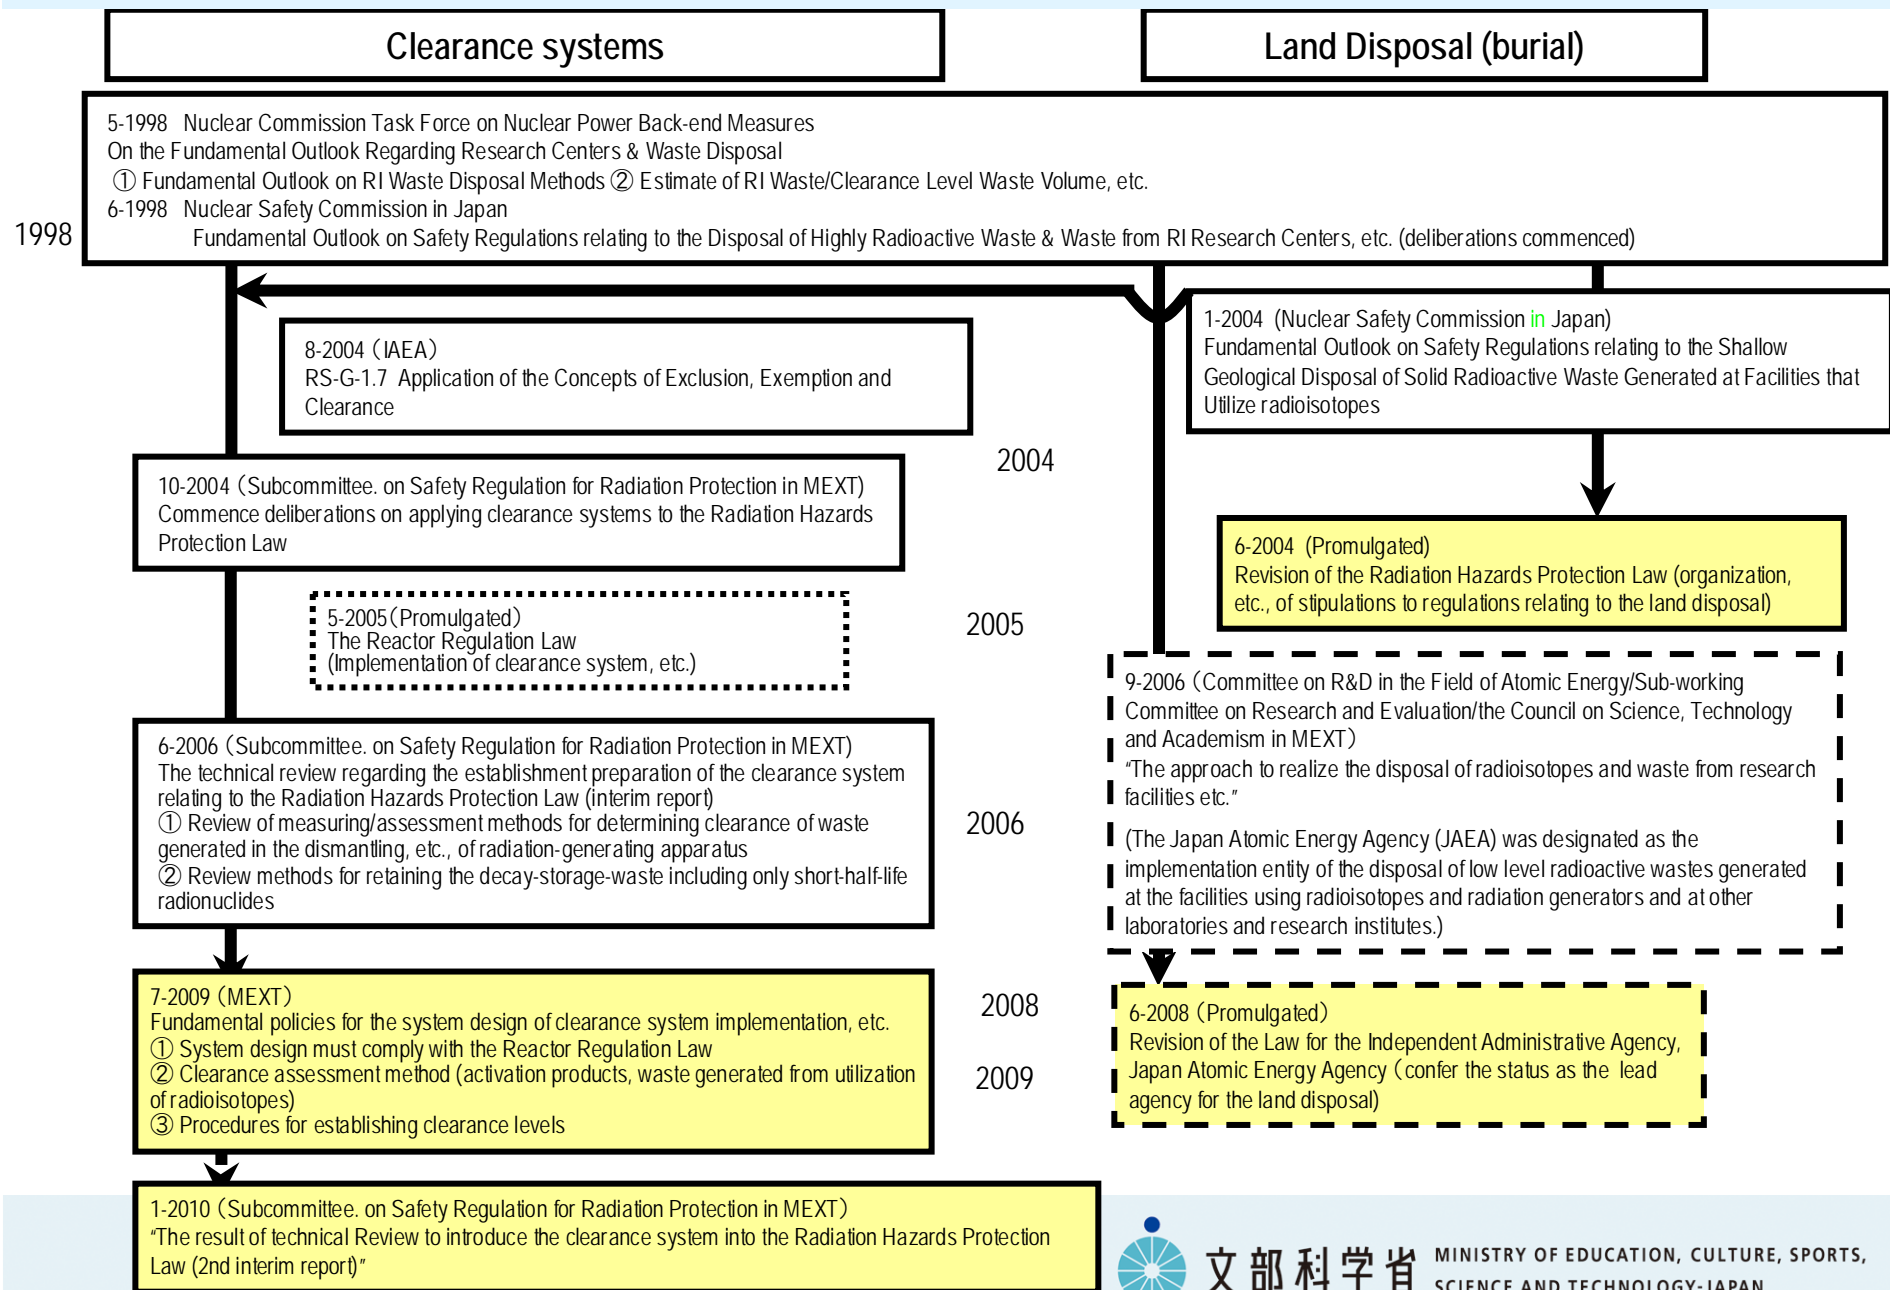 Clearance systems
Land Disposal (burial)
5-1998 Nuclear Commission Task Force on Nuclear Power Back-end Measures
On the Fundamental Outlook Regarding Research Centers & Waste Disposal
① Fundamental Outlook on RI Waste Disposal Methods ② Estimate of RI Waste/Clearance Level Waste Volume, etc.
6-1998 Nuclear Safety Commission in Japan
Fundamental Outlook on Safety Regulations relating to the Disposal of Highly Radioactive Waste & Waste from RI Research Centers, etc. (deliberations commenced)
1998
8-2004（IAEA）
RS-G-1.7 Application of the Concepts of Exclusion, Exemption and
Clearance
1-2004 (Nuclear Safety Commission in Japan)
Fundamental Outlook on Safety Regulations relating to the Shallow
Geological Disposal of Solid Radioactive Waste Generated at Facilities that
Utilize radioisotopes
2004
10-2004（Subcommittee. on Safety Regulation for Radiation Protection in MEXT)
Commence deliberations on applying clearance systems to the Radiation Hazards
Protection Law
6-2004 (Promulgated)
Revision of the Radiation Hazards Protection Law (organization,
etc., of stipulations to regulations relating to the land disposal)
5-2005（Promulgated）
The Reactor Regulation Law
(Implementation of clearance system, etc.)
2005
6-2006（Subcommittee. on Safety Regulation for Radiation Protection in MEXT)
The technical review regarding the establishment preparation of the clearance system
relating to the Radiation Hazards Protection Law (interim report)
① Review of measuring/assessment methods for determining clearance of waste
generated in the dismantling, etc., of radiation-generating apparatus
② Review methods for retaining the decay-storage-waste including only short-half-life
radionuclides
2006
9-2006（Committee on R&D in the Field of Atomic Energy/Sub-working
Committee on Research and Evaluation/the Council on Science, Technology
and Academism in MEXT）
"The approach to realize the disposal of radioisotopes and waste from research
facilities etc."
(The Japan Atomic Energy Agency (JAEA) was designated as the
implementation entity of the disposal of low level radioactive wastes generated
at the facilities using radioisotopes and radiation generators and at other
laboratories and research institutes.)
7-2009（MEXT）
Fundamental policies for the system design of clearance system implementation, etc.
① System design must comply with the Reactor Regulation Law
② Clearance assessment method (activation products, waste generated from utilization
of radioisotopes)
③ Procedures for establishing clearance levels
2008
2009
6-2008（Promulgated）
Revision of the Law for the Independent Administrative Agency,
Japan Atomic Energy Agency（confer the status as the lead
agency for the land disposal)
1-2010（Subcommittee. on Safety Regulation for Radiation Protection in MEXT）
"The result of technical Review to introduce the clearance system into the Radiation Hazards Protection
Law (2nd interim report)"
文部科学省
MINISTRY OF EDUCATION, CULTURE, SPORTS,
SCIENCE AND TECHNOLOGY-JAPAN